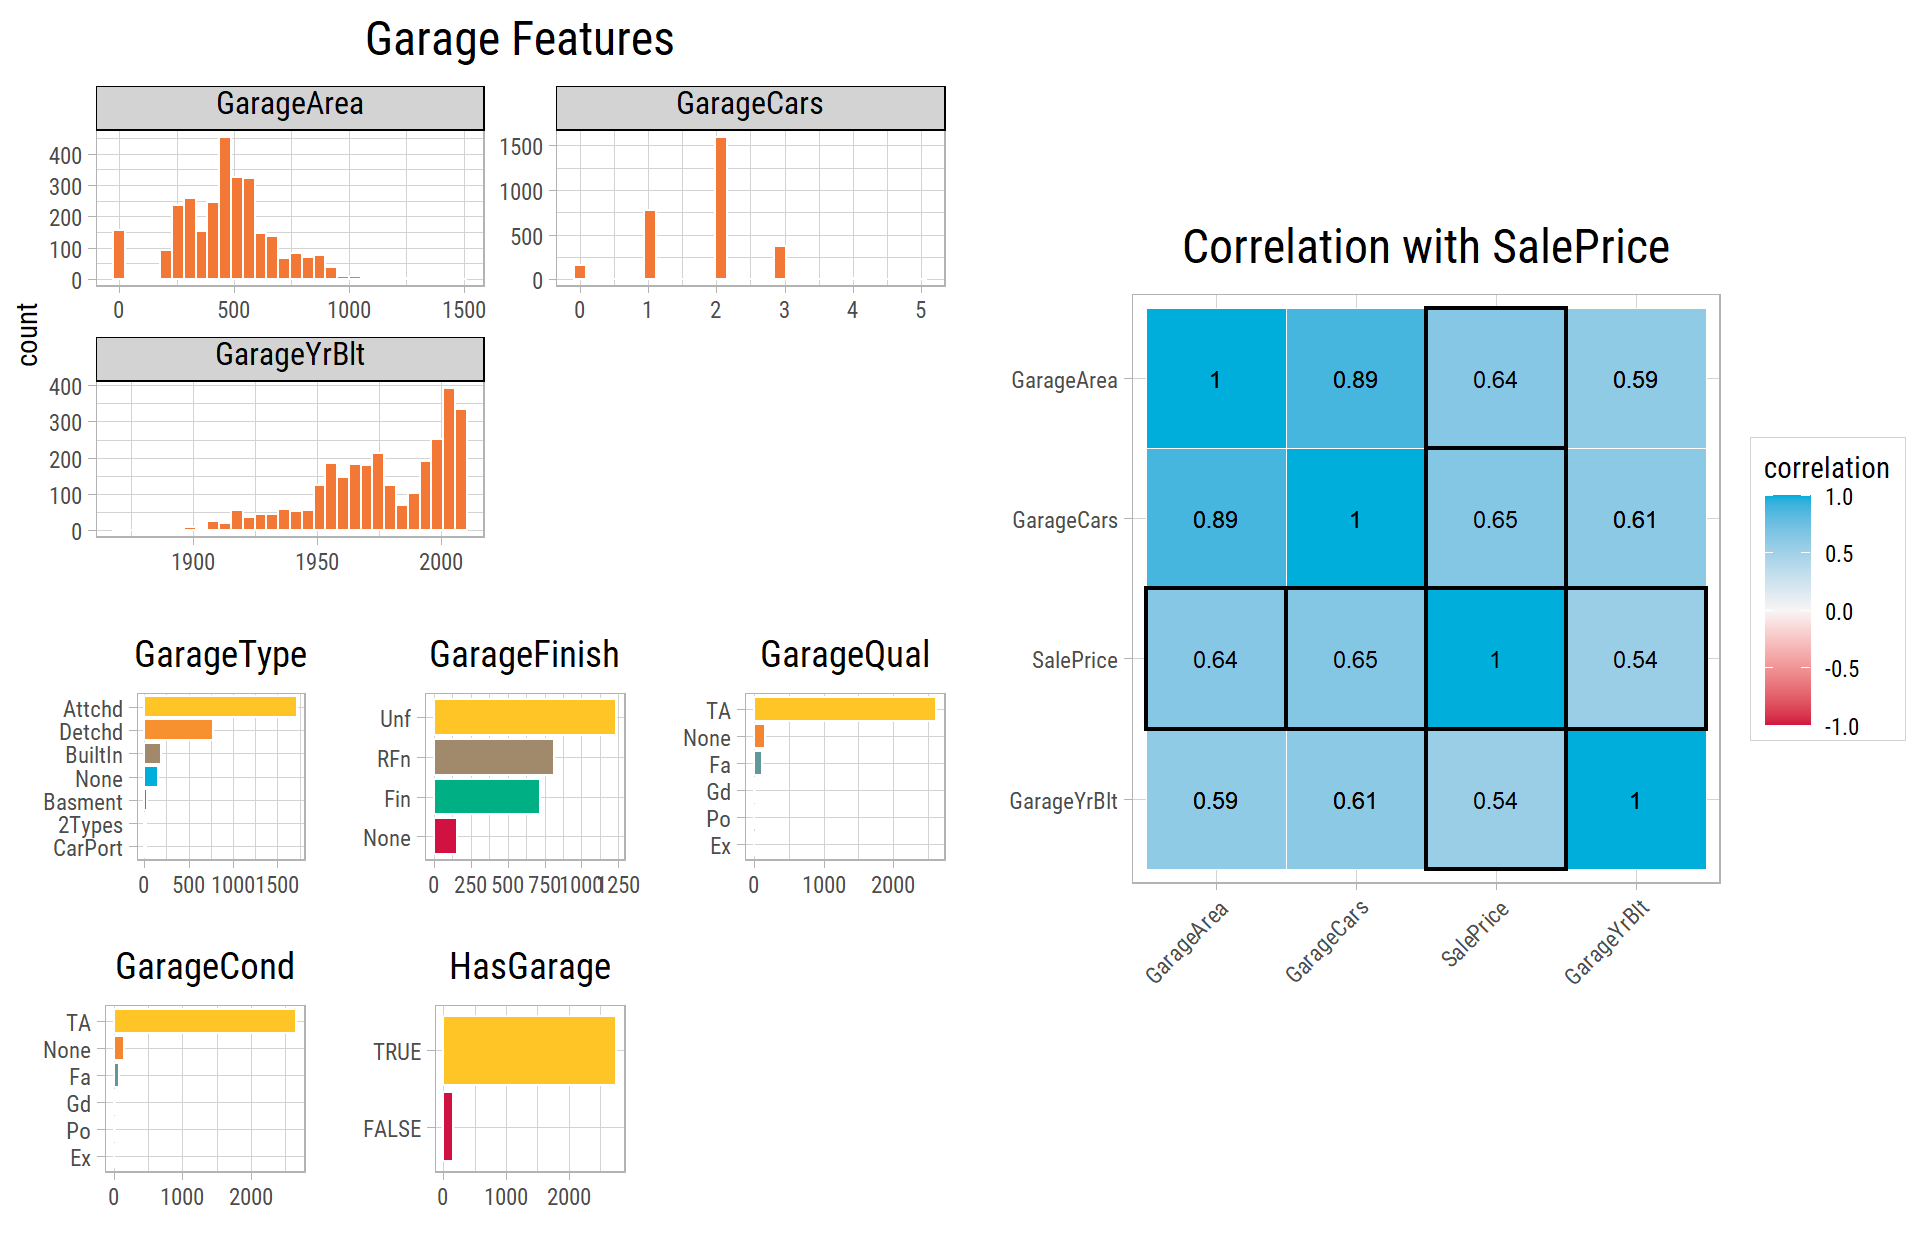 Garage Features
GarageArea
GarageCars
400
300
200
100
0
0 500 1000 1500
1500
1000
500
0
0 1 2 3 4 5
count
GarageYrBlt
400
300
200
100
0
1900 1950 2000
GarageType
Attchd
Detchd
BuiltIn
None
Basment
2Types
CarPort
0 500 1000 1500
GarageFinish
Unf
RFn
Fin
None
0 250 500 750 1000 1250
GarageQual
TA
None
Fa
Gd
Po
Ex
0 1000 2000
GarageCond
TA
None
Fa
Gd
Po
Ex
0 1000 2000
HasGarage
TRUE
FALSE
0 1000 2000
Correlation with SalePrice
GarageArea 1 0.89 0.64 0.59
GarageCars 0.89 1 0.65 0.61
SalePrice 0.64 0.65 1 0.54
GarageYrBlt 0.59 0.61 0.54 1
GarageArea GarageCars SalePrice GarageYrBlt
correlation
1.0
0.5
0.0
-0.5
-1.0